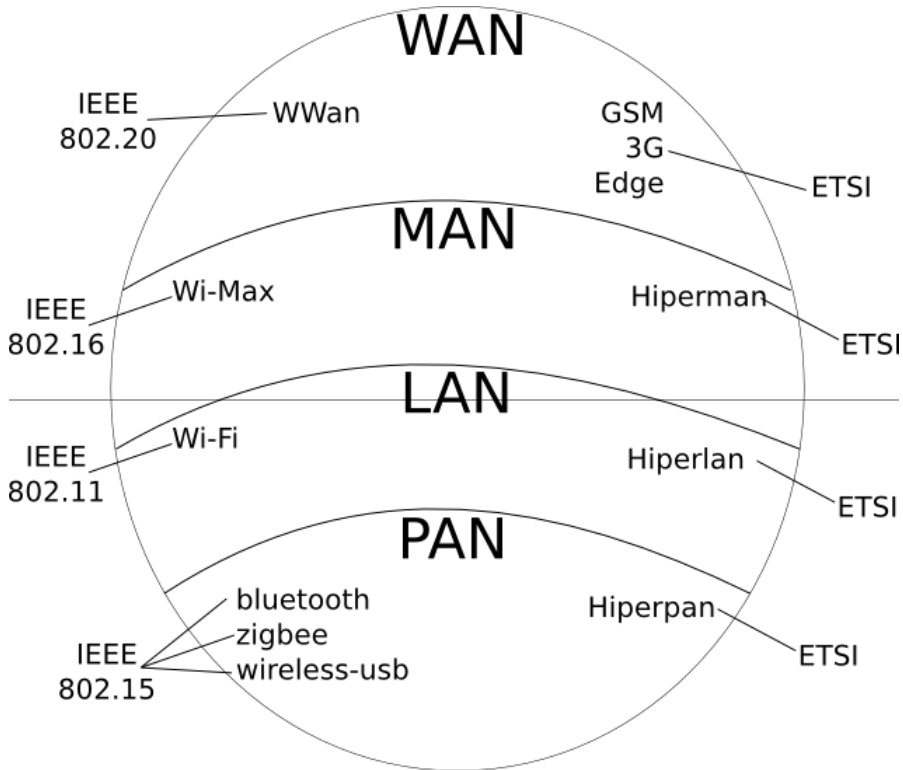 WAN
IEEE
802.20
WWan
GSM
3G
Edge
ETSI
MAN
IEEE
802.16
Wi-Max
Hiperman
ETSI
LAN
IEEE
802.11
Wi-Fi
Hiperlan
ETSI
PAN
IEEE
802.15
bluetooth
zigbee
wireless-usb
Hiperpan
ETSI